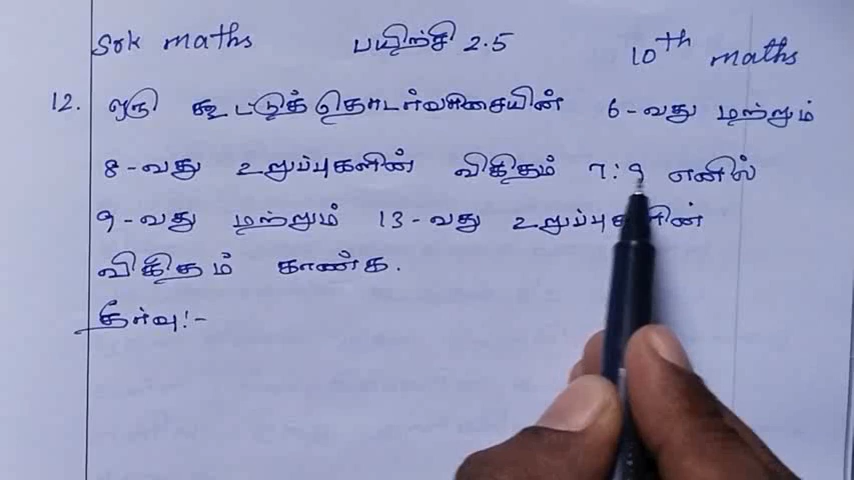 Srk maths பயிற்சி 2.5 10th maths
12. ஒரு கூட்டுத் தொடர்வரிசையின் 6-வது மற்றும்
8-வது உறுப்புகளின் விகிதம் 7:9 எனில்
9-வது மற்றும் 13-வது உறுப்புகளின்
விகிதம் காண்க.
தீர்வு:-